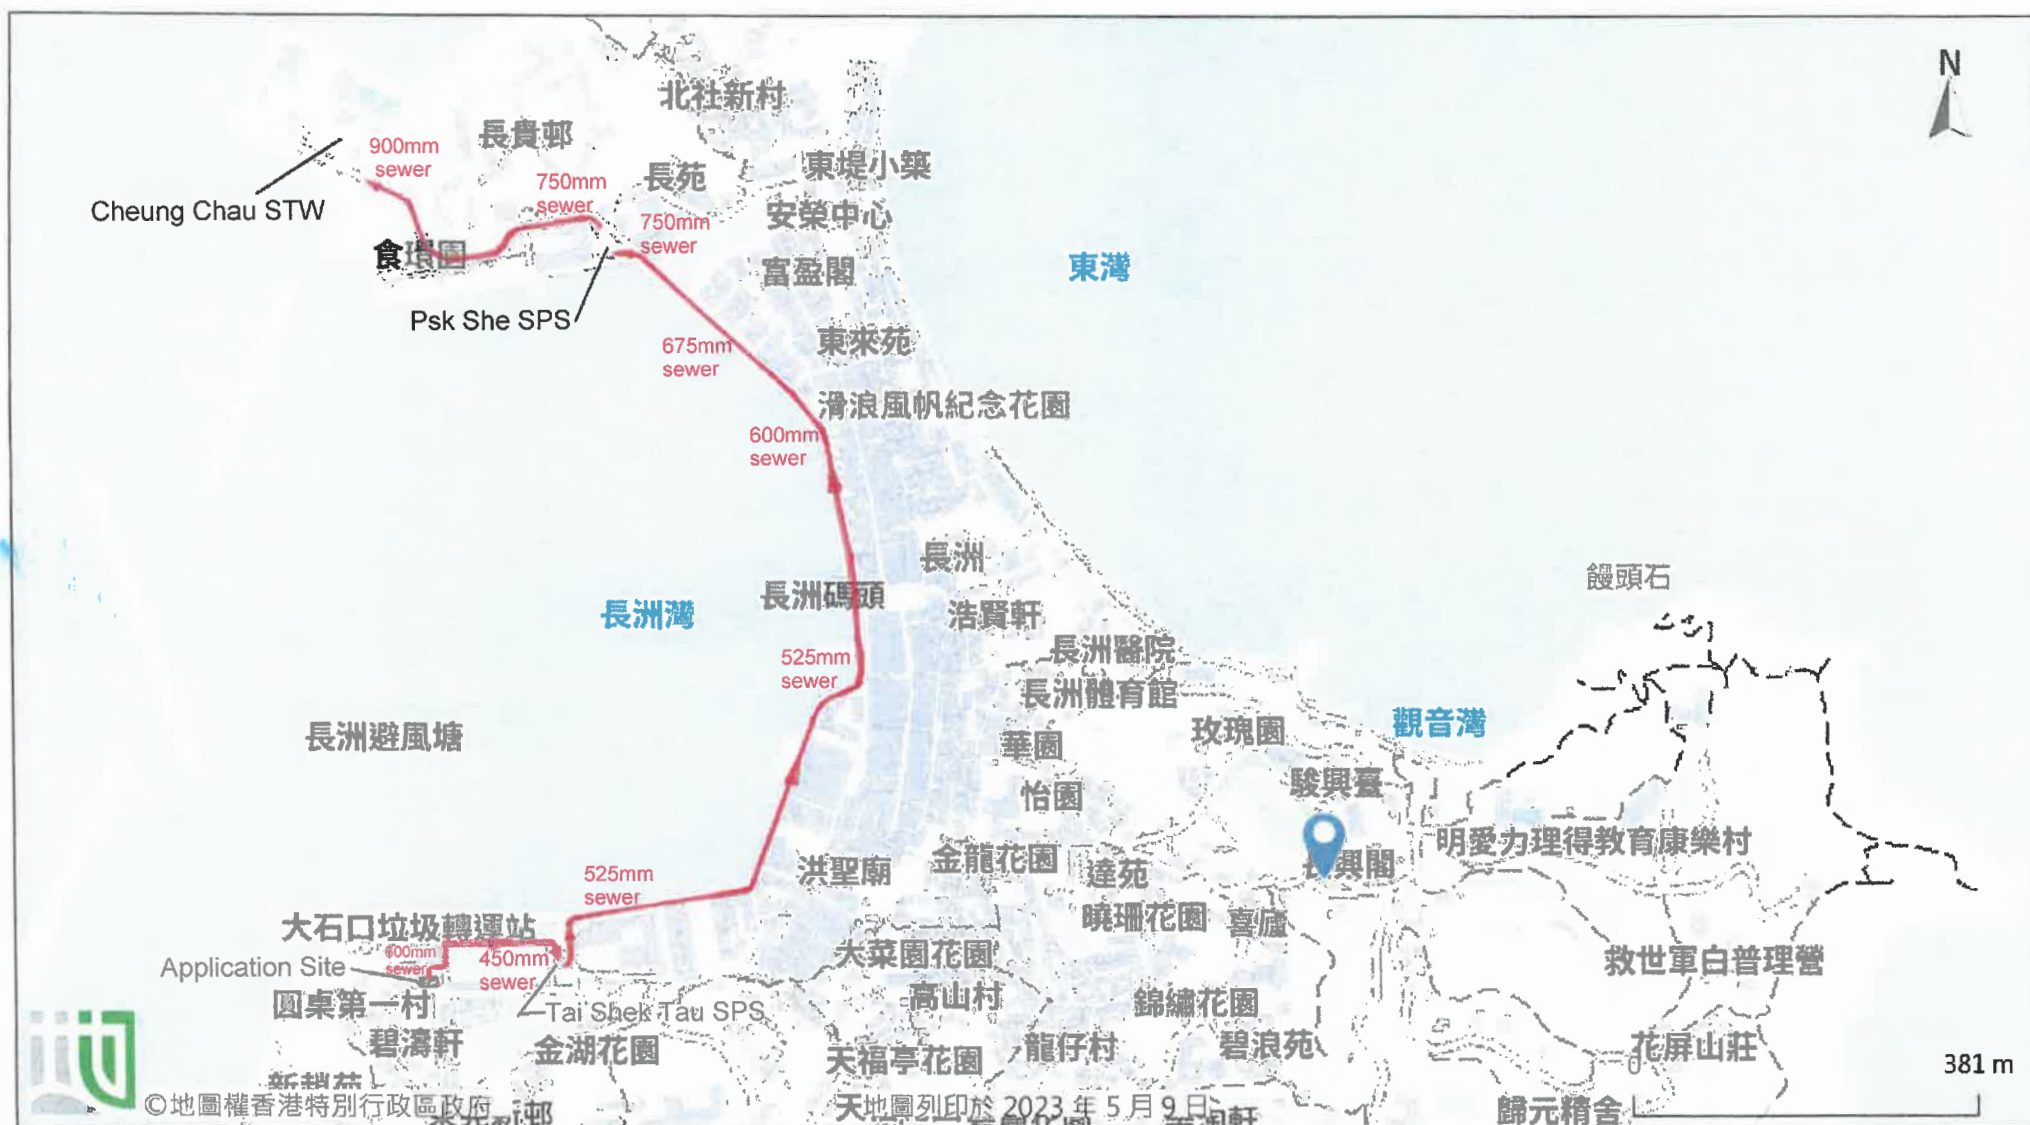 N
北社新村
長貴邨
900mm
sewer
長苑
東堤小築
750mm
sewer
Cheung Chau STW
750mm
sewer
安榮中心
食環園
富盈閣
東灣
Psk She SPS
675mm
sewer
東來苑
滑浪風帆紀念花園
600mm
sewer
長洲
饅頭石
長洲碼頭
長洲灣
浩賢軒
長洲醫院
525mm
sewer
長洲體育館
長洲避風塘
華園
玫瑰園
觀音灣
駿興臺
怡園
明愛力理得教育康樂村
洪聖廟
金龍花園
達苑
長興閣
525mm
sewer
大石口垃圾轉運站
曉珊花園
喜廬
600mm
sewer
450mm
sewer
大菜園花園
救世軍白普理營
Application Site
圓桌第一村
高山村
錦繡花園
Tai Shek Tau SPS
碧濤軒
金湖花園
天福亭花園
龍仔村
碧浪苑
花屏山莊
0
381 m
©地圖權香港特別行政區政府
地圖列印於 2023 年 5 月 9 日
歸元精舍